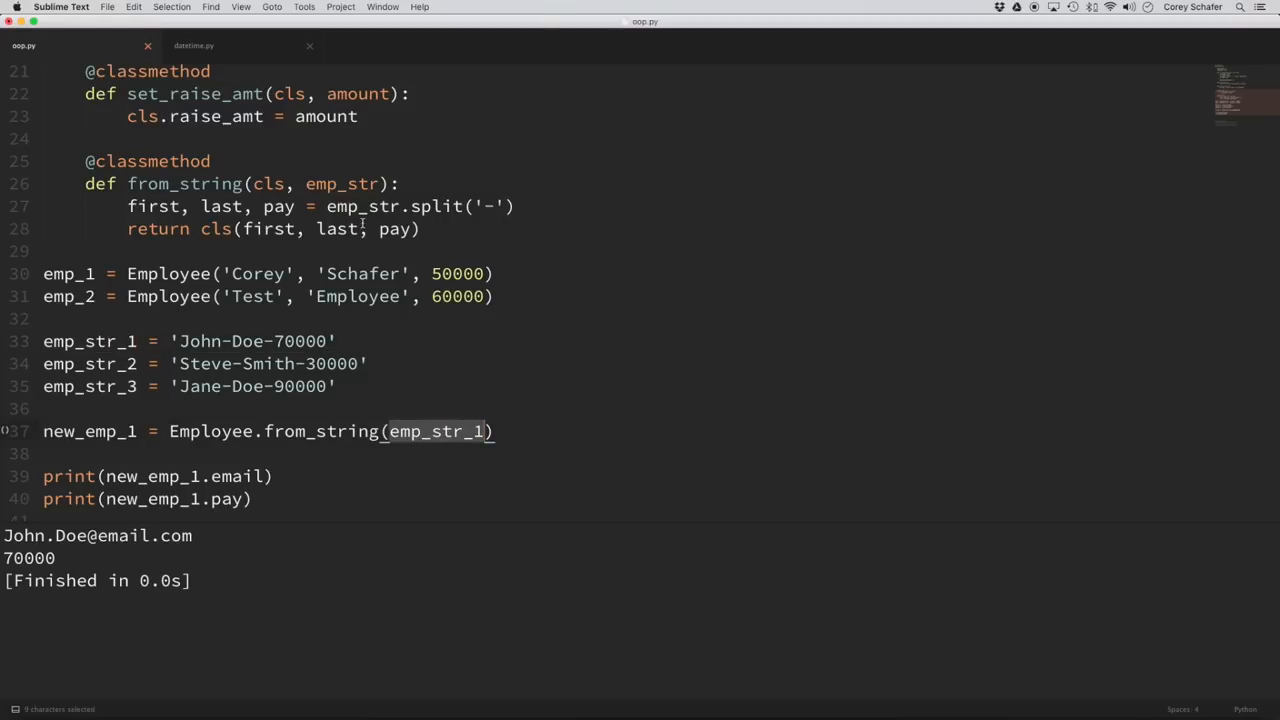 Sublime Text File Edit Selection Find View Goto Tools Project Window Help Corey Schafer
oop.py
oop.py datetime.py
21 @classmethod
22 def set_raise_amt(cls, amount):
23 cls.raise_amt = amount
24
25 @classmethod
26 def from_string(cls, emp_str):
27 first, last, pay = emp_str.split('-')
28 return cls(first, last, pay)
29
30 emp_1 = Employee('Corey', 'Schafer', 50000)
31 emp_2 = Employee('Test', 'Employee', 60000)
32
33 emp_str_1 = 'John-Doe-70000'
34 emp_str_2 = 'Steve-Smith-30000'
35 emp_str_3 = 'Jane-Doe-90000'
36
37 new_emp_1 = Employee.from_string(emp_str_1)
38
39 print(new_emp_1.email)
40 print(new_emp_1.pay)
41
John.Doe@email.com
70000
[Finished in 0.0s]
9 characters selected Spaces: 4 Python